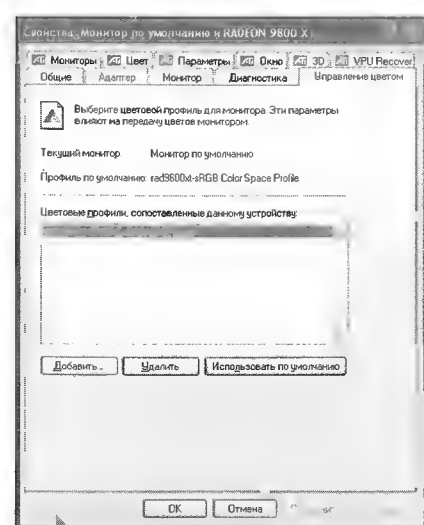 Свойства: Монитор по умолчанию и RADEON 9800 X
Мониторы Цвет Параметры Окно 3D VPU Recover
Общие Адаптер Монитор Диагностика Управление цветом
Выберите цветовой профиль для монитора. Эти параметры
влияют на передачу цветов монитором.
Текущий монитор Монитор по умолчанию
Профиль по умолчанию: rad9600xt-sRGB Color Space Profile
Цветовые профили, сопоставленные данному устройству:
Добавить... Удалить Использовать по умолчанию
OK Отмена